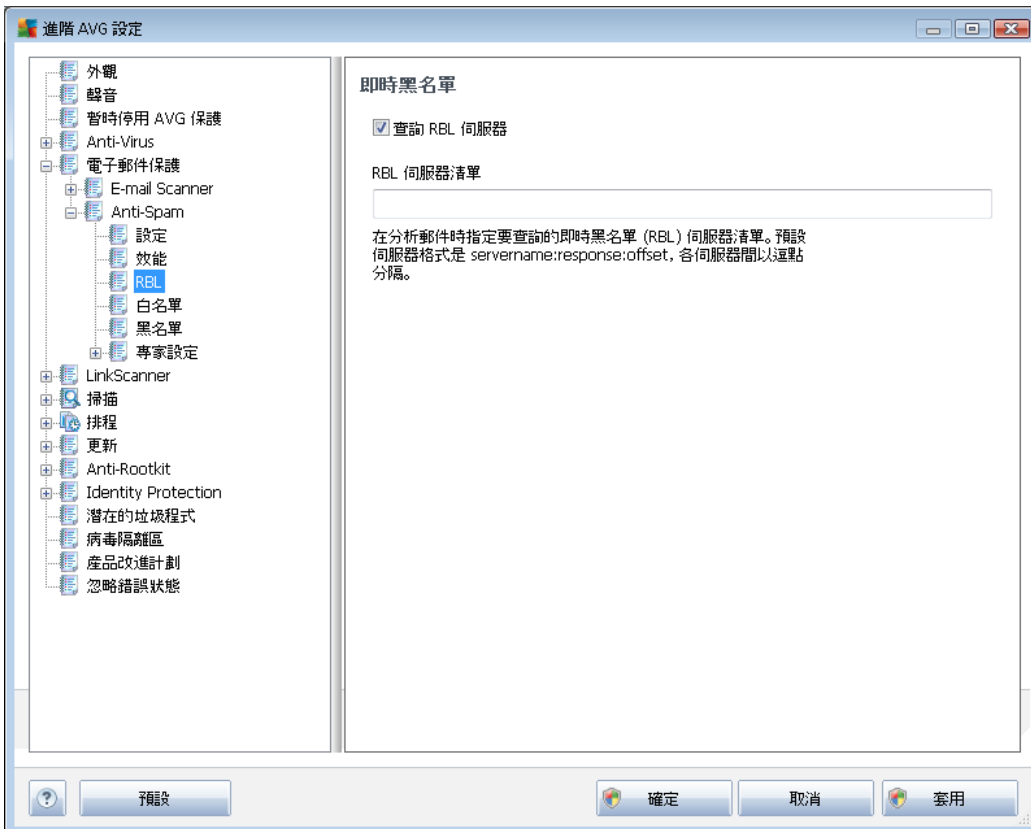 進階 AVG 設定
外觀
聲音
暫時停用 AVG 保護
Anti-Virus
電子郵件保護
E-mail Scanner
Anti-Spam
設定
效能
RBL
白名單
黑名單
專家設定
LinkScanner
掃描
排程
更新
Anti-Rootkit
Identity Protection
潛在的垃圾程式
病毒隔離區
產品改進計劃
忽略錯誤狀態
即時黑名單
查詢 RBL 伺服器
RBL 伺服器清單
在分析郵件時指定要查詢的即時黑名單 (RBL) 伺服器清單。預設
伺服器格式是 servername:response:offset, 各伺服器間以逗點
分隔。
?
預設
確定
取消
套用